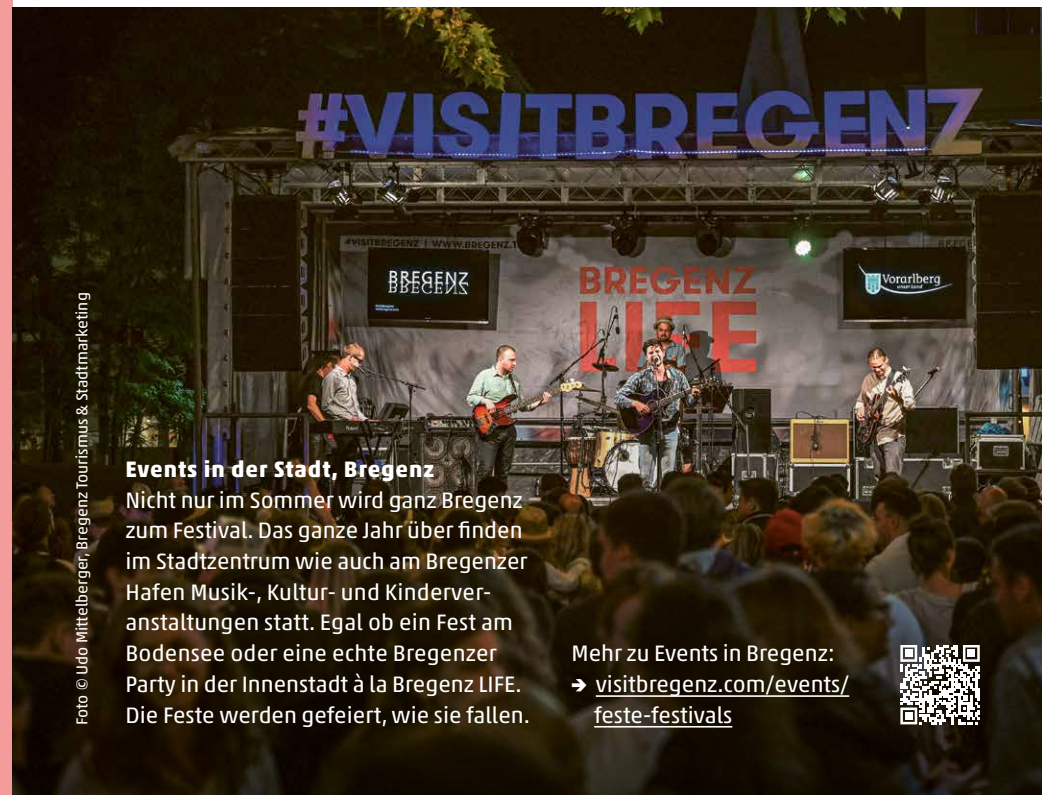 #VISITBREGENZ
#VISITBREGENZ | WWW.BREGENZ.T
BREGENZ
BREGENZ
LIFE
Vorarlberg
unser Land
Foto © Udo Mittelberger, Bregenz Tourismus & Stadtmarketing
Events in der Stadt, Bregenz
Nicht nur im Sommer wird ganz Bregenz
zum Festival. Das ganze Jahr über finden
im Stadtzentrum wie auch am Bregenzer
Hafen Musik-, Kultur- und Kinderver-
anstaltungen statt. Egal ob ein Fest am
Bodensee oder eine echte Bregenzer
Party in der Innenstadt à la Bregenz LIFE.
Die Feste werden gefeiert, wie sie fallen.
Mehr zu Events in Bregenz:
➔ visitbregenz.com/events/
feste-festivals